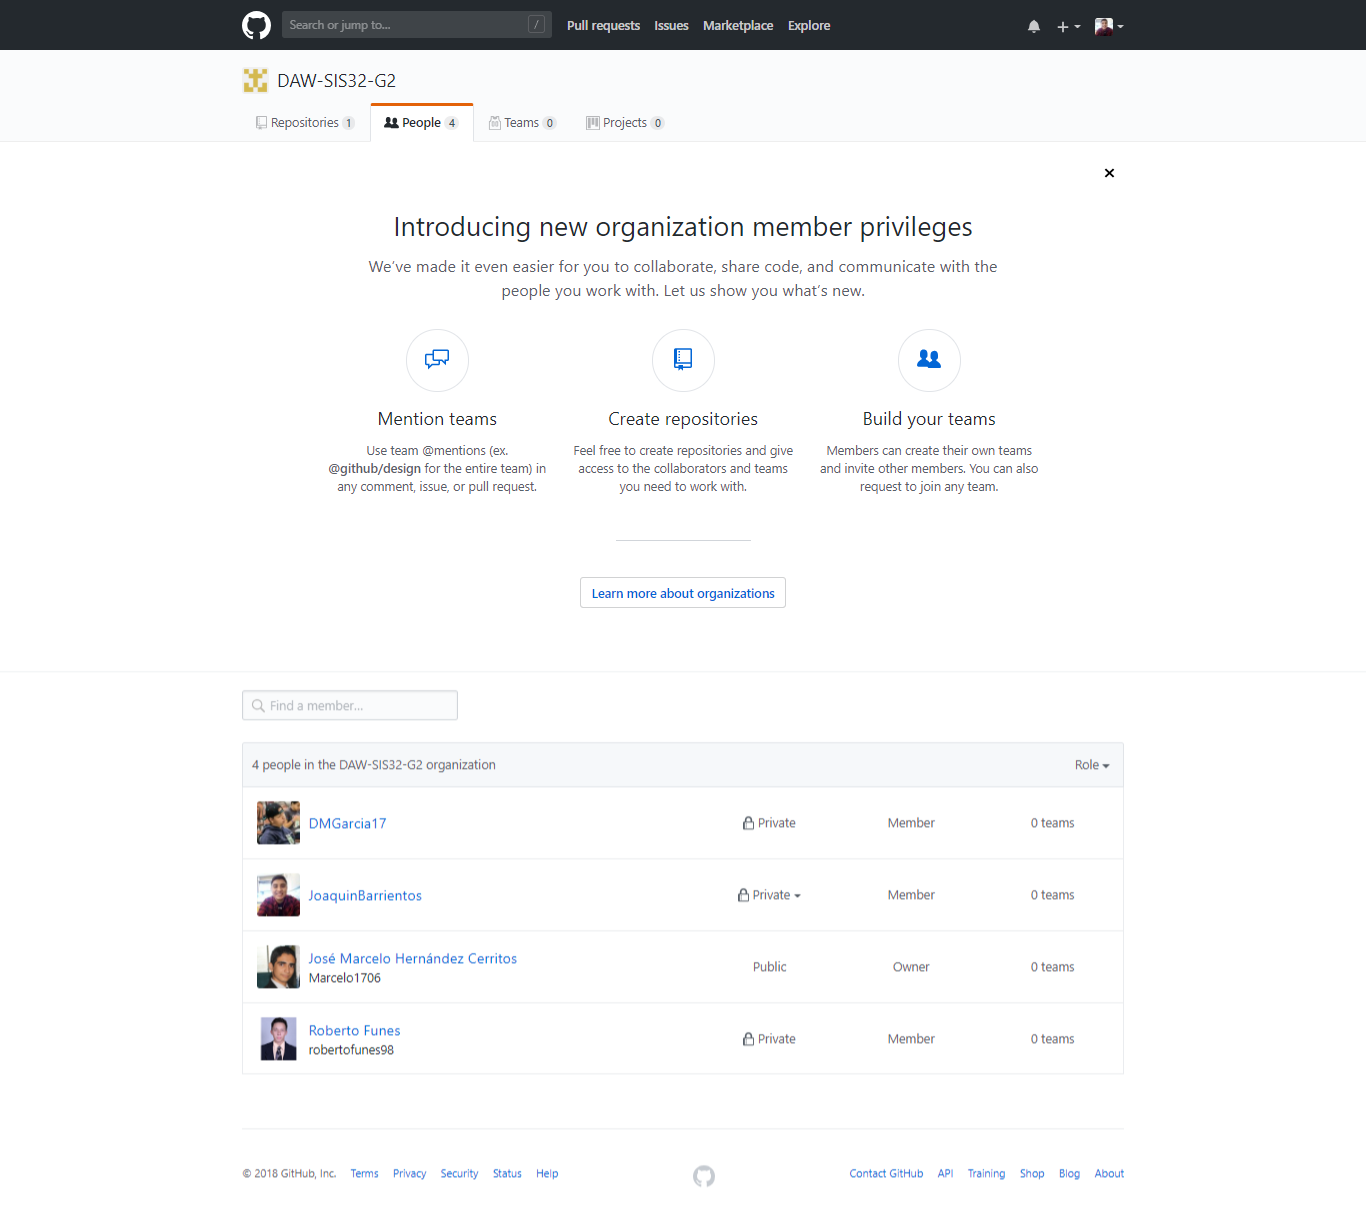 Search or jump to...
/
Pull requests
Issues
Marketplace
Explore
DAW-SIS32-G2
Repositories 1
People 4
Teams 0
Projects 0
Introducing new organization member privileges
We've made it even easier for you to collaborate, share code, and communicate with the
people you work with. Let us show you what's new.
Mention teams
Use team @mentions (ex.
@github/design for the entire team) in
any comment, issue, or pull request.
Create repositories
Feel free to create repositories and give
access to the collaborators and teams
you need to work with.
Build your teams
Members can create their own teams
and invite other members. You can also
request to join any team.
Learn more about organizations
Find a member...
4 people in the DAW-SIS32-G2 organization
Role
DMGarcia17
Private
Member
0 teams
JoaquinBarrientos
Private
Member
0 teams
José Marcelo Hernández Cerritos
Marcelo1706
Public
Owner
0 teams
Roberto Funes
robertofunes98
Private
Member
0 teams
© 2018 GitHub, Inc.
Terms
Privacy
Security
Status
Help
Contact GitHub
API
Training
Shop
Blog
About